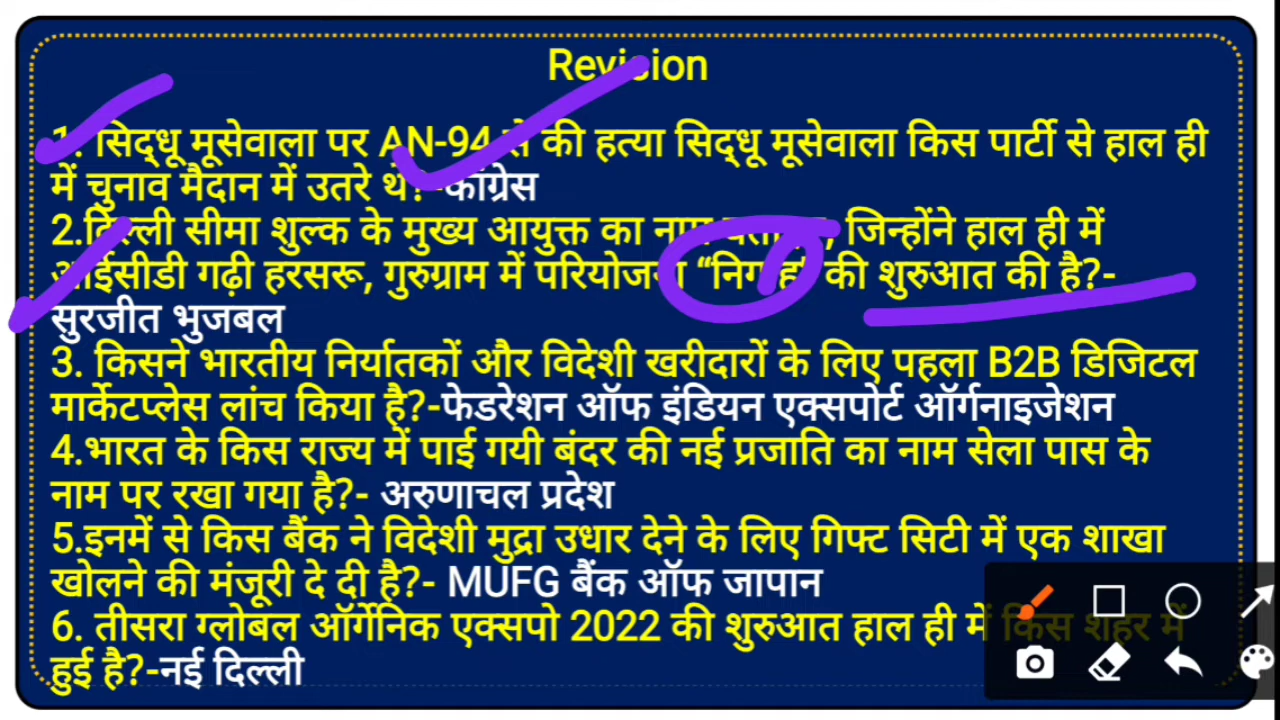 Revision
1. सिद्धू मूसेवाला पर AN-94 से की हत्या सिद्धू मूसेवाला किस पार्टी से हाल ही
में चुनाव मैदान में उतरे थे?-कांग्रेस
2.दिल्ली सीमा शुल्क के मुख्य आयुक्त का नाम जिन्होंने हाल ही में
आईसीडी गढ़ी हरसरू, गुरुग्राम में परियोजना “निगाह” की शुरुआत की है?-
सुरजीत भुजबल
3. किसने भारतीय निर्यातकों और विदेशी खरीदारों के लिए पहला B2B डिजिटल
मार्केटप्लेस लांच किया है?-फेडरेशन ऑफ इंडियन एक्सपोर्ट ऑर्गनाइजेशन
4.भारत के किस राज्य में पाई गयी बंदर की नई प्रजाति का नाम सेला पास के
नाम पर रखा गया है?- अरुणाचल प्रदेश
5.इनमें से किस बैंक ने विदेशी मुद्रा उधार देने के लिए गिफ्ट सिटी में एक शाखा
खोलने की मंजूरी दे दी है?- MUFG बैंक ऑफ जापान
6. तीसरा ग्लोबल ऑर्गेनिक एक्सपो 2022 की शुरुआत हाल ही में किस शहर में
हुई है?-नई दिल्ली